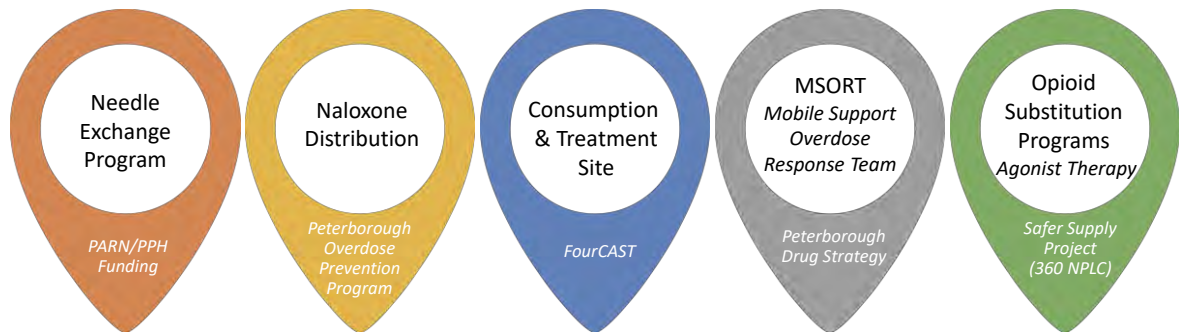 Needle
Exchange
Program
PARN/PPH
Funding
Naloxone
Distribution
Peterborough
Overdose
Prevention
Program
Consumption
& Treatment
Site
FourCAST
MSORT
Mobile Support
Overdose
Response Team
Peterborough
Drug Strategy
Opioid
Substitution
Programs
Agonist Therapy
Safer Supply
Project
(360 NPLC)